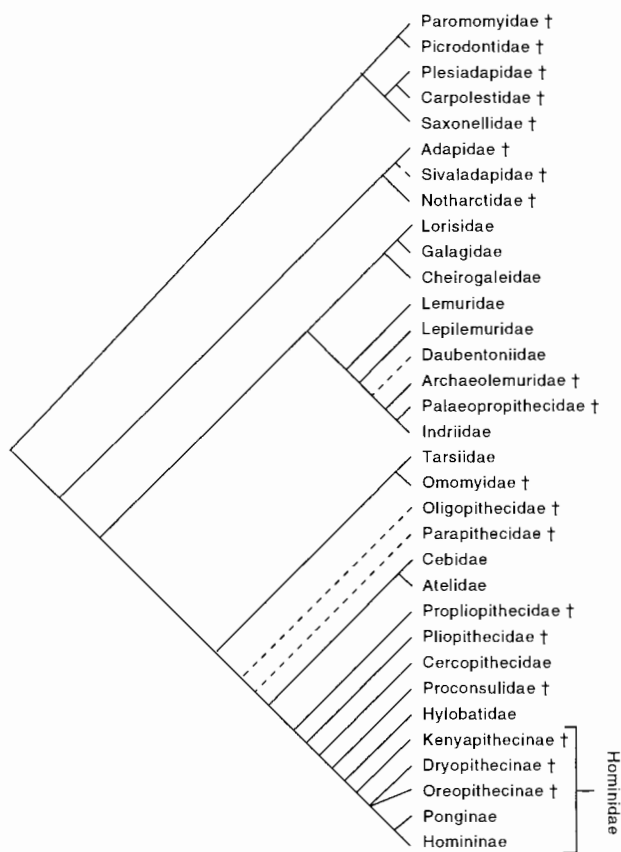 Paromomyidae †
Picrodontidae †
Plesiadapidae †
Carpolestidae †
Saxonellidae †
Adapidae †
Sivaladapidae †
Notharctidae †
Lorisidae
Galagidae
Cheirogaleidae
Lemuridae
Lepilemuridae
Daubentoniidae
Archaeolemuridae †
Palaeopropithecidae †
Indriidae
Tarsiidae
Omomyidae †
Oligopithecidae †
Parapithecidae †
Cebidae
Atelidae
Propliopithecidae †
Pliopithecidae †
Cercopithecidae
Proconsulidae †
Hylobatidae
Kenyapithecinae †
Dryopithecinae †
Oreopithecinae †
Ponginae
Homininae
Hominidae